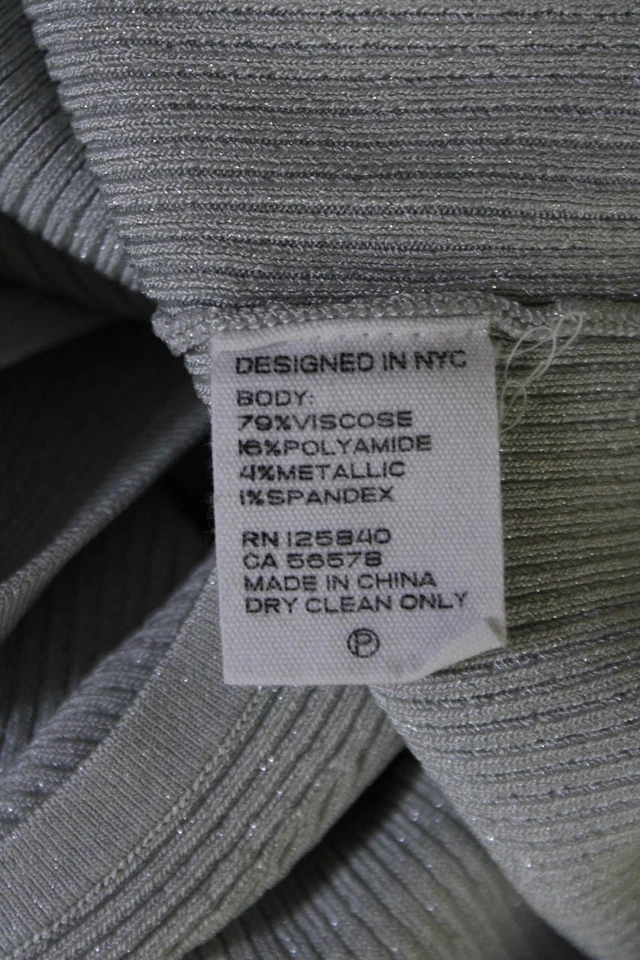 DESIGNED IN NYC
BODY:
79%VISCOSE
16%POLYAMIDE
4%METALLIC
1%SPANDEX
RN 125840
CA 56578
MADE IN CHINA
DRY CLEAN ONLY
P